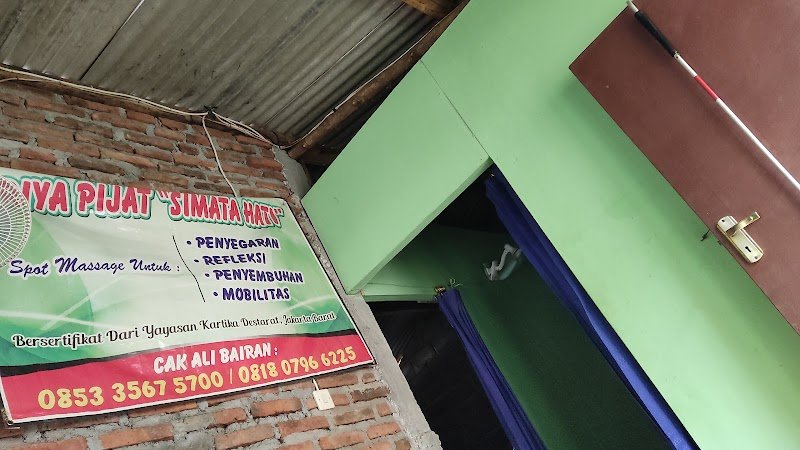 PIJAT "SIMATA HATI"
Spot Massage Untuk :
• PENYEGARAN
• REFLEKSI
• PENYEMBUHAN
• MOBILITAS
Bersertifikat Dari Yayasan Kartika Destarat, Jakarta Barat
CAK ALI BAIRAN :
0853 3567 5700 / 0818 0796 6225